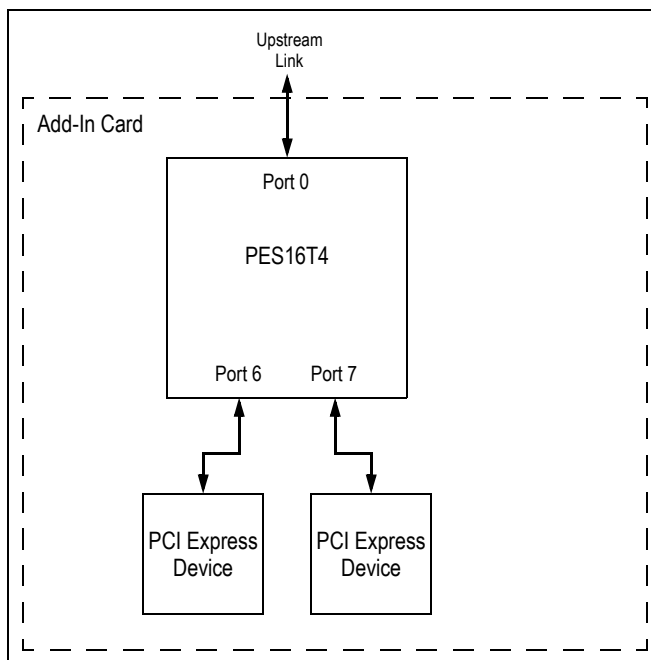 Upstream
Link
Add-In Card
Port 0
PES16T4
Port 6
Port 7
PCI Express
Device
PCI Express
Device